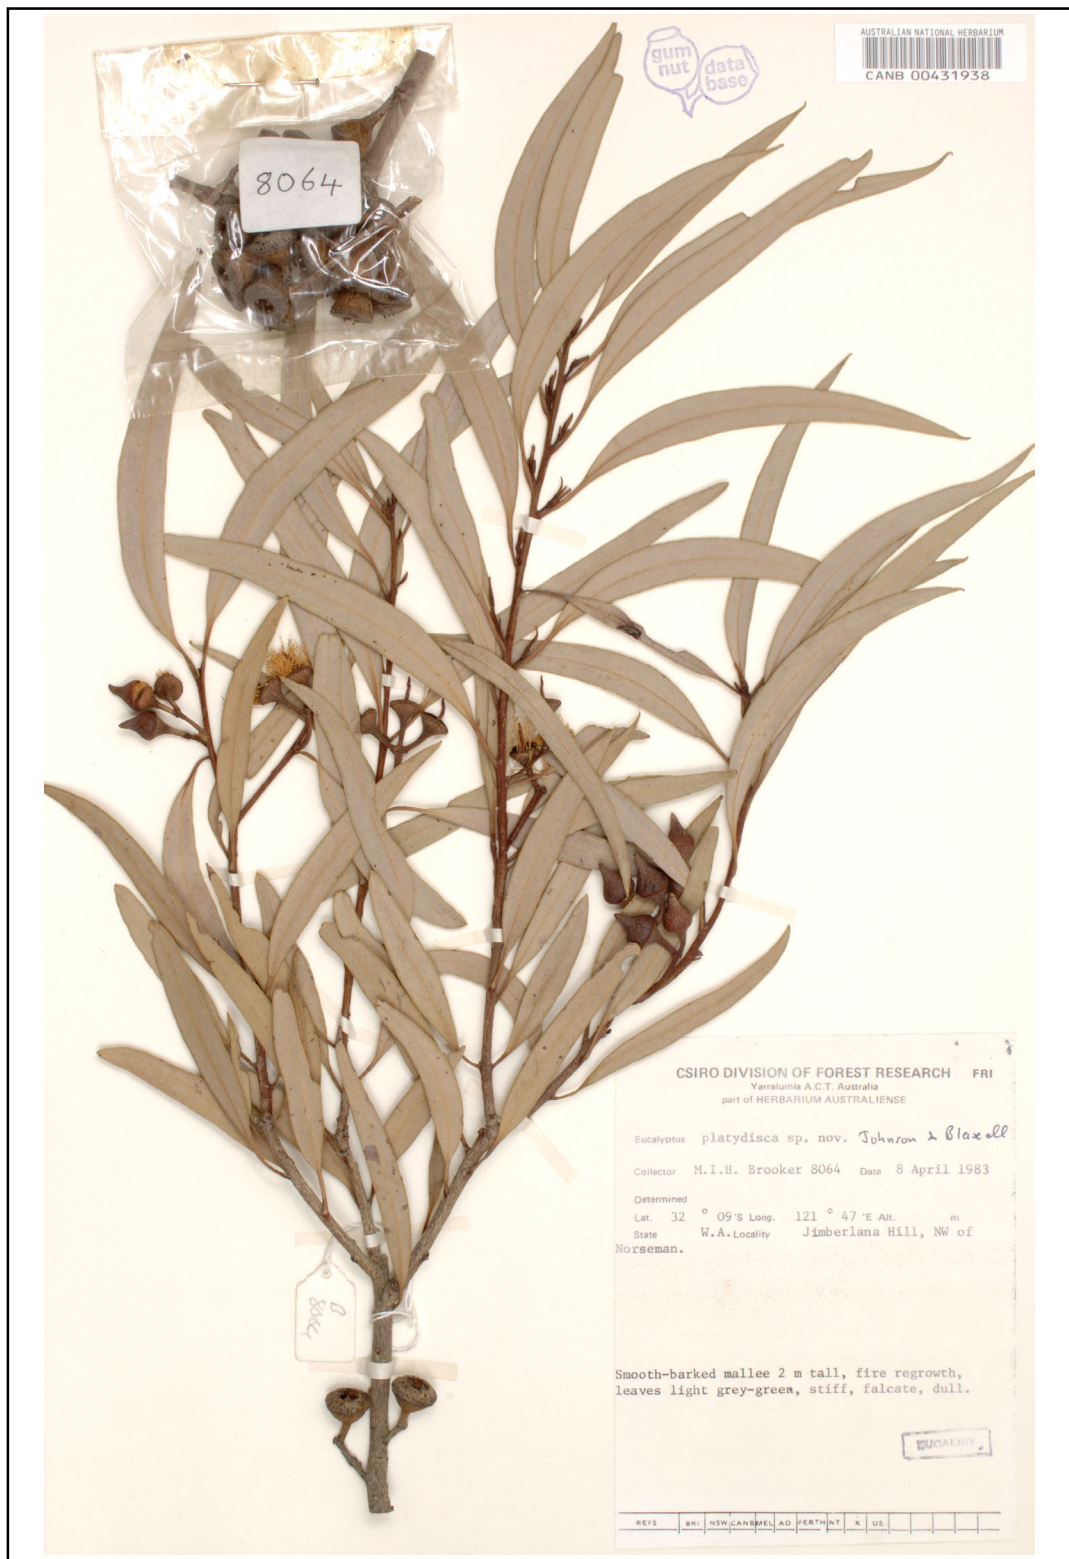 gum
nut
data
base
AUSTRALIAN NATIONAL HERBARIUM
CANB 00431938
8064
CSIRO DIVISION OF FOREST RESEARCH FRI
Yarralumla A.C.T. Australia
part of HERBARIUM AUSTRALIENSE
Eucalyptus platydisca sp. nov. Johnson & Blaxell
Collector M.I.H. Brooker 8064 Date 8 April 1983
Determined
Lat. 32 ° 09'S Long. 121 ° 47'E Alt. m
State W.A. Locality Jimberlana Hill, NW of
Norseman.
B
8064
Smooth-barked mallee 2 m tall, fire regrowth,
leaves light grey-green, stiff, falcate, dull.
EUCALIST
REFS BRI NSW CANB MEL AD PERTH NT K US